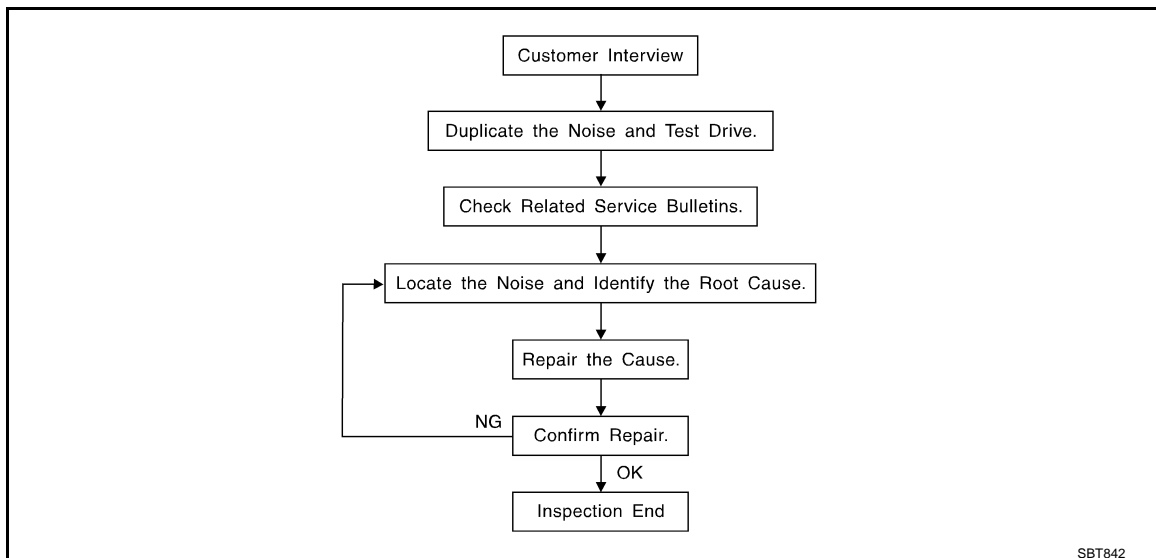 Customer Interview
Duplicate the Noise and Test Drive.
Check Related Service Bulletins.
Locate the Noise and Identify the Root Cause.
Repair the Cause.
NG
Confirm Repair.
OK
Inspection End
SBT842